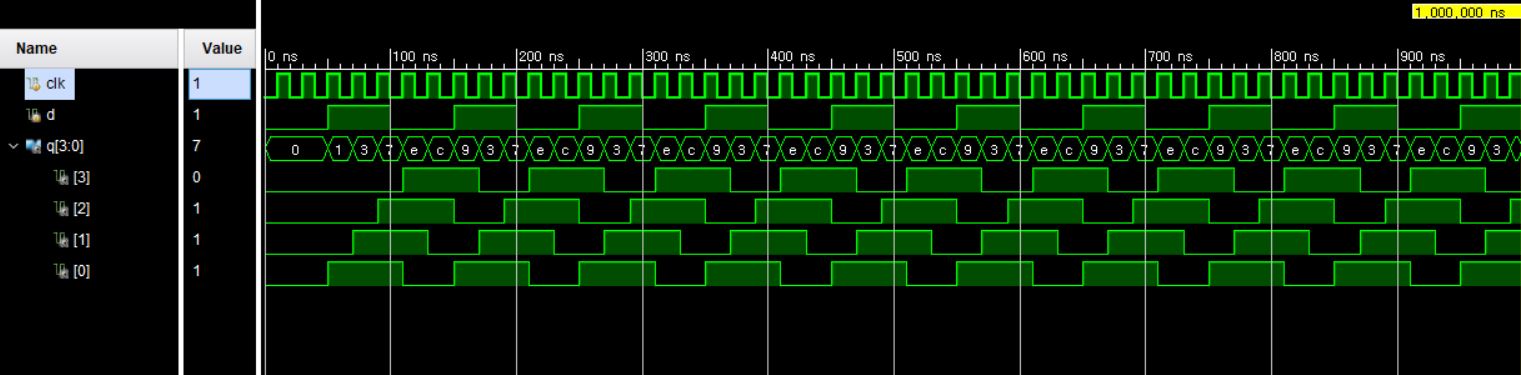 1,000,000 ns
Name Value
0 ns 100 ns 200 ns 300 ns 400 ns 500 ns 600 ns 700 ns 800 ns 900 ns
clk 1
d 1
q[3:0] 7 0 1 3 7 e c 9 3 7 e c 9 3 7 e c 9 3 7 e c 9 3 7 e c 9 3 7 e c 9 3 7 e c 9 3 7 e c 9 3 7 e c 9 3
[3] 0
[2] 1
[1] 1
[0] 1